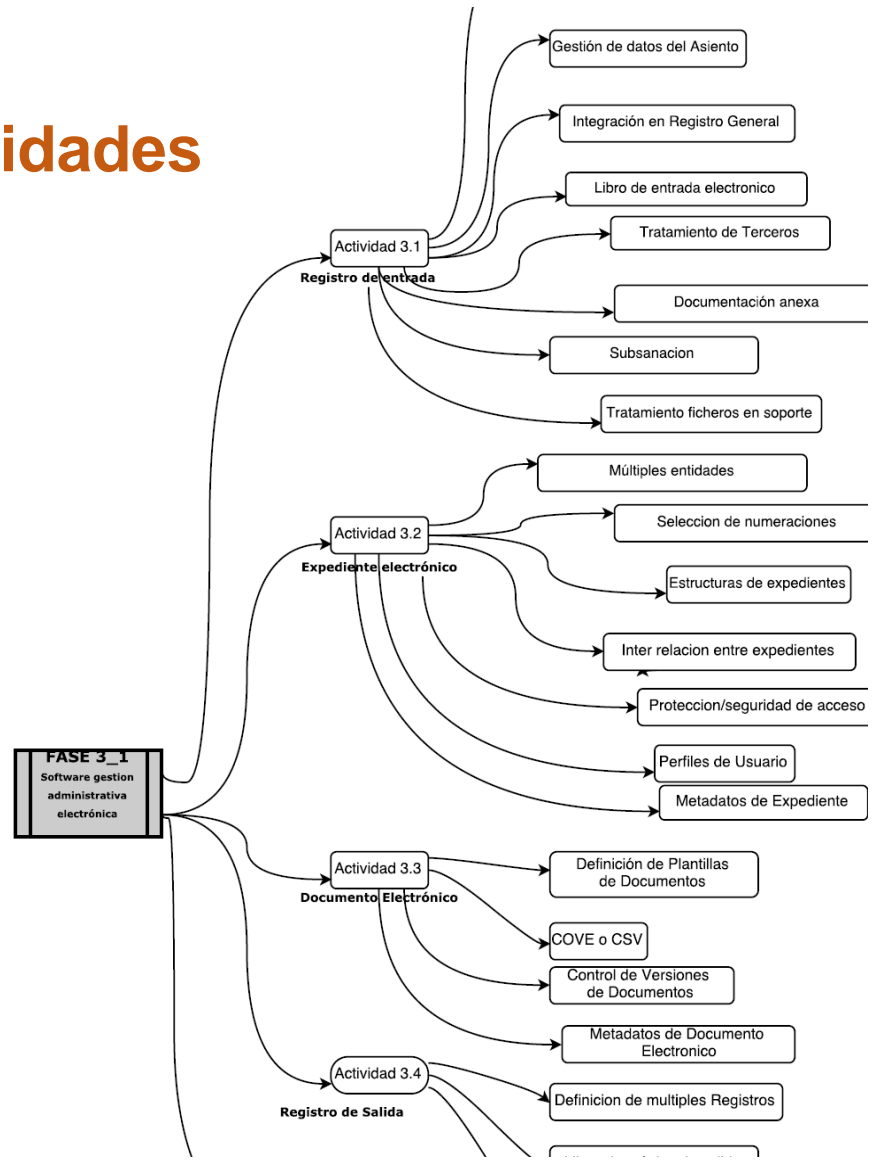 idades
Gestión de datos del Asiento
Integración en Registro General
Libro de entrada electronico
Actividad 3.1
Registro de entrada
Tratamiento de Terceros
Documentación anexa
Subsanacion
Tratamiento ficheros en soporte
Múltiples entidades
Actividad 3.2
Expediente electrónico
Seleccion de numeraciones
Estructuras de expedientes
Inter relacion entre expedientes
Proteccion/seguridad de acceso
Perfiles de Usuario
Metadatos de Expediente
FASE 3_1
Software gestion
administrativa
electrónica
Actividad 3.3
Documento Electrónico
Definición de Plantillas
de Documentos
COVE o CSV
Control de Versiones
de Documentos
Metadatos de Documento
Electronico
Actividad 3.4
Registro de Salida
Definicion de multiples Registros